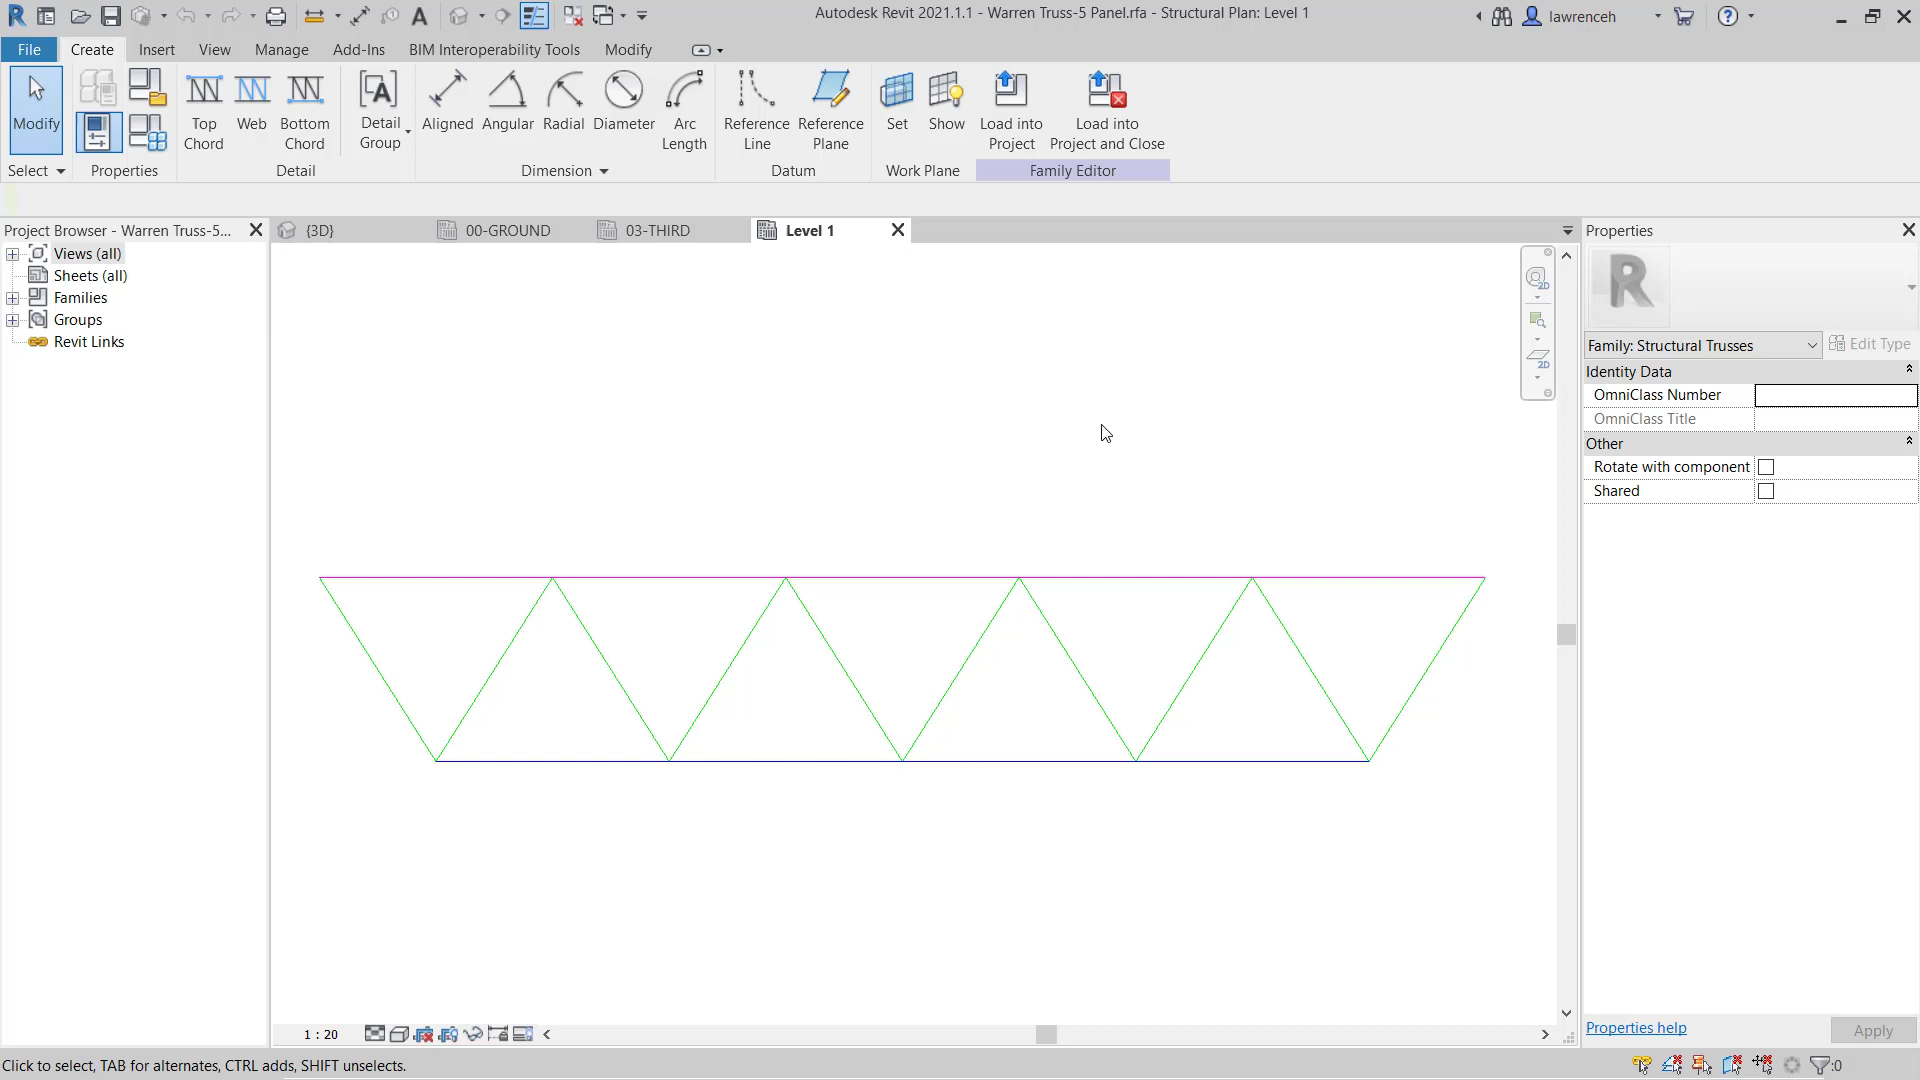 Autodesk Revit 2021.1.1 - Warren Truss-5 Panel.rfa - Structural Plan: Level 1
lawrenceh
File Create Insert View Manage Add-Ins BIM Interoperability Tools Modify
Modify
Top Chord
Web
Bottom Chord
Detail Group
Aligned
Angular
Radial
Diameter
Arc Length
Reference Line
Reference Plane
Set
Show
Load into Project
Load into Project and Close
Select Properties Detail Dimension Datum Work Plane Family Editor
Project Browser - Warren Truss-5...
{3D}
00-GROUND
03-THIRD
Level 1
Properties
Views (all)
Sheets (all)
Families
Groups
Revit Links
2D
2D
R
Family: Structural Trusses
Edit Type
Identity Data
OmniClass Number
OmniClass Title
Other
Rotate with component
Shared
Properties help
Apply
1 : 20
Click to select, TAB for alternates, CTRL adds, SHIFT unselects.
:0